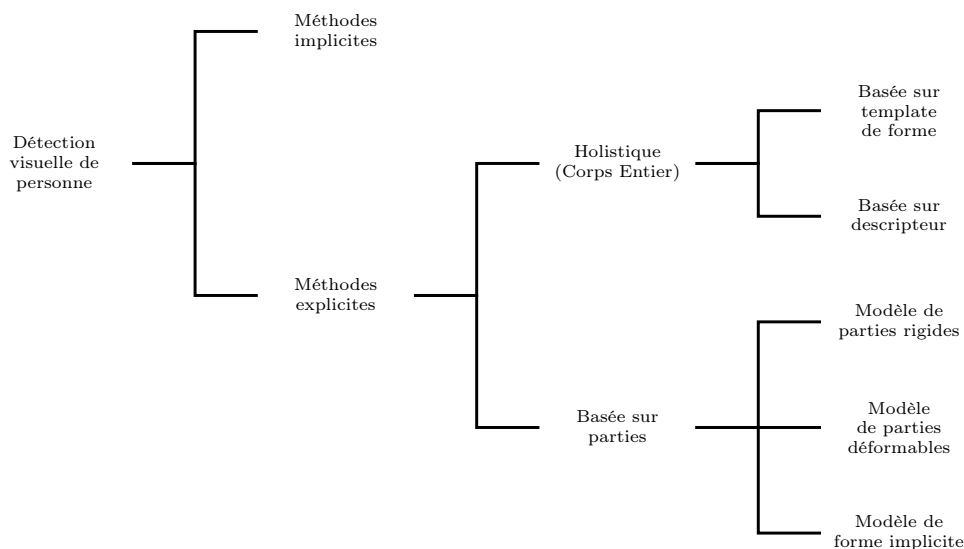 Méthodes
implicites
Détection
visuelle de
personne
Méthodes
explicites
Holistique
(Corps Entier)
Basée sur
template
de forme
Basée sur
descripteur
Basée sur
parties
Modèle de
parties rigides
Modèle
de parties
déformables
Modèle de
forme implicite